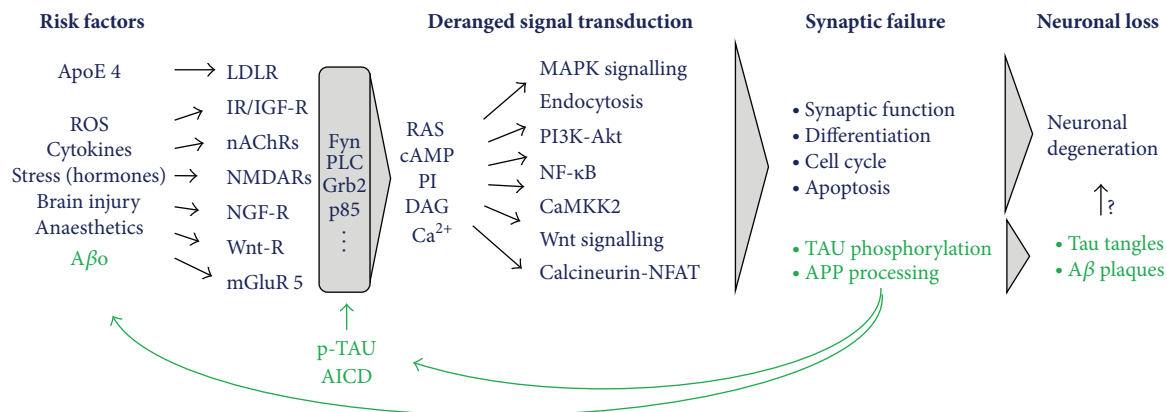 Risk factors
Deranged signal transduction
Synaptic failure
Neuronal loss
ApoE 4
ROS
Cytokines
Stress (hormones)
Brain injury
Anaesthetics
Aβo
LDLR
IR/IGF-R
nAChRs
NMDARs
NGF-R
Wnt-R
mGluR 5
Fyn
PLC
Grb2
p85
⋮
p-TAU
AICD
RAS
cAMP
PI
DAG
Ca²⁺
MAPK signalling
Endocytosis
PI3K-Akt
NF-κB
CaMKK2
Wnt signalling
Calcineurin-NFAT
• Synaptic function
• Differentiation
• Cell cycle
• Apoptosis
• TAU phosphorylation
• APP processing
Neuronal
degeneration
?
• Tau tangles
• Aβ plaques